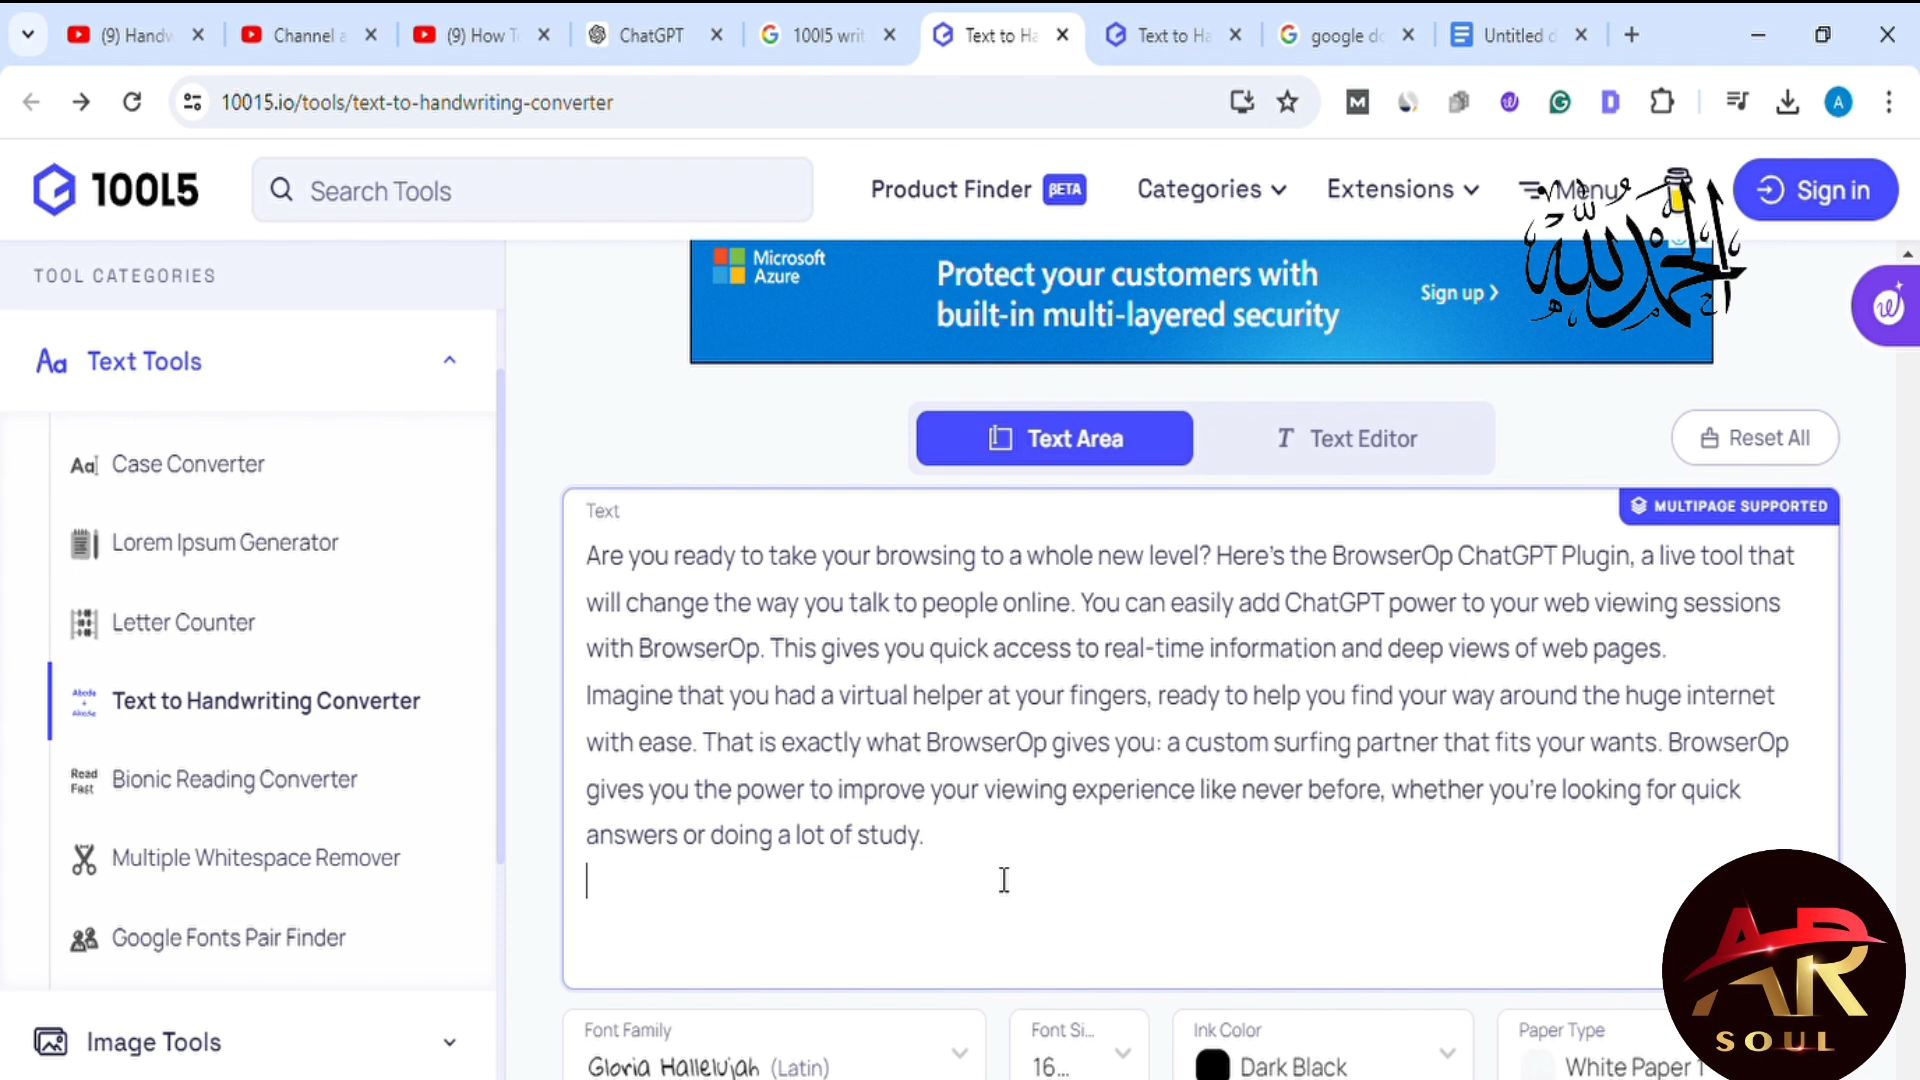 (9) Handw
Channel a
(9) How T
ChatGPT
100l5 writ
Text to Ha
Text to Ha
google do
Untitled d
10015.io/tools/text-to-handwriting-converter
A
10015
Search Tools
Product Finder BETA
Categories
Extensions
Menu
Sign in
الحمدلله
TOOL CATEGORIES
Microsoft
Azure
Protect your customers with
built-in multi-layered security
Sign up
Aa Text Tools
Text Area
Text Editor
Reset All
Aa Case Converter
Lorem Ipsum Generator
Letter Counter
Text to Handwriting Converter
Read
Fast
Bionic Reading Converter
Multiple Whitespace Remover
Google Fonts Pair Finder
Image Tools
Text
MULTIPAGE SUPPORTED
Are you ready to take your browsing to a whole new level? Here's the BrowserOp ChatGPT Plugin, a live tool that
will change the way you talk to people online. You can easily add ChatGPT power to your web viewing sessions
with BrowserOp. This gives you quick access to real-time information and deep views of web pages.
Imagine that you had a virtual helper at your fingers, ready to help you find your way around the huge internet
with ease. That is exactly what BrowserOp gives you: a custom surfing partner that fits your wants. BrowserOp
gives you the power to improve your viewing experience like never before, whether you're looking for quick
answers or doing a lot of study.
Font Family
Gloria Hallelujah (Latin)
Font Si...
16...
Ink Color
Dark Black
Paper Type
White Paper 1
AR
SOUL